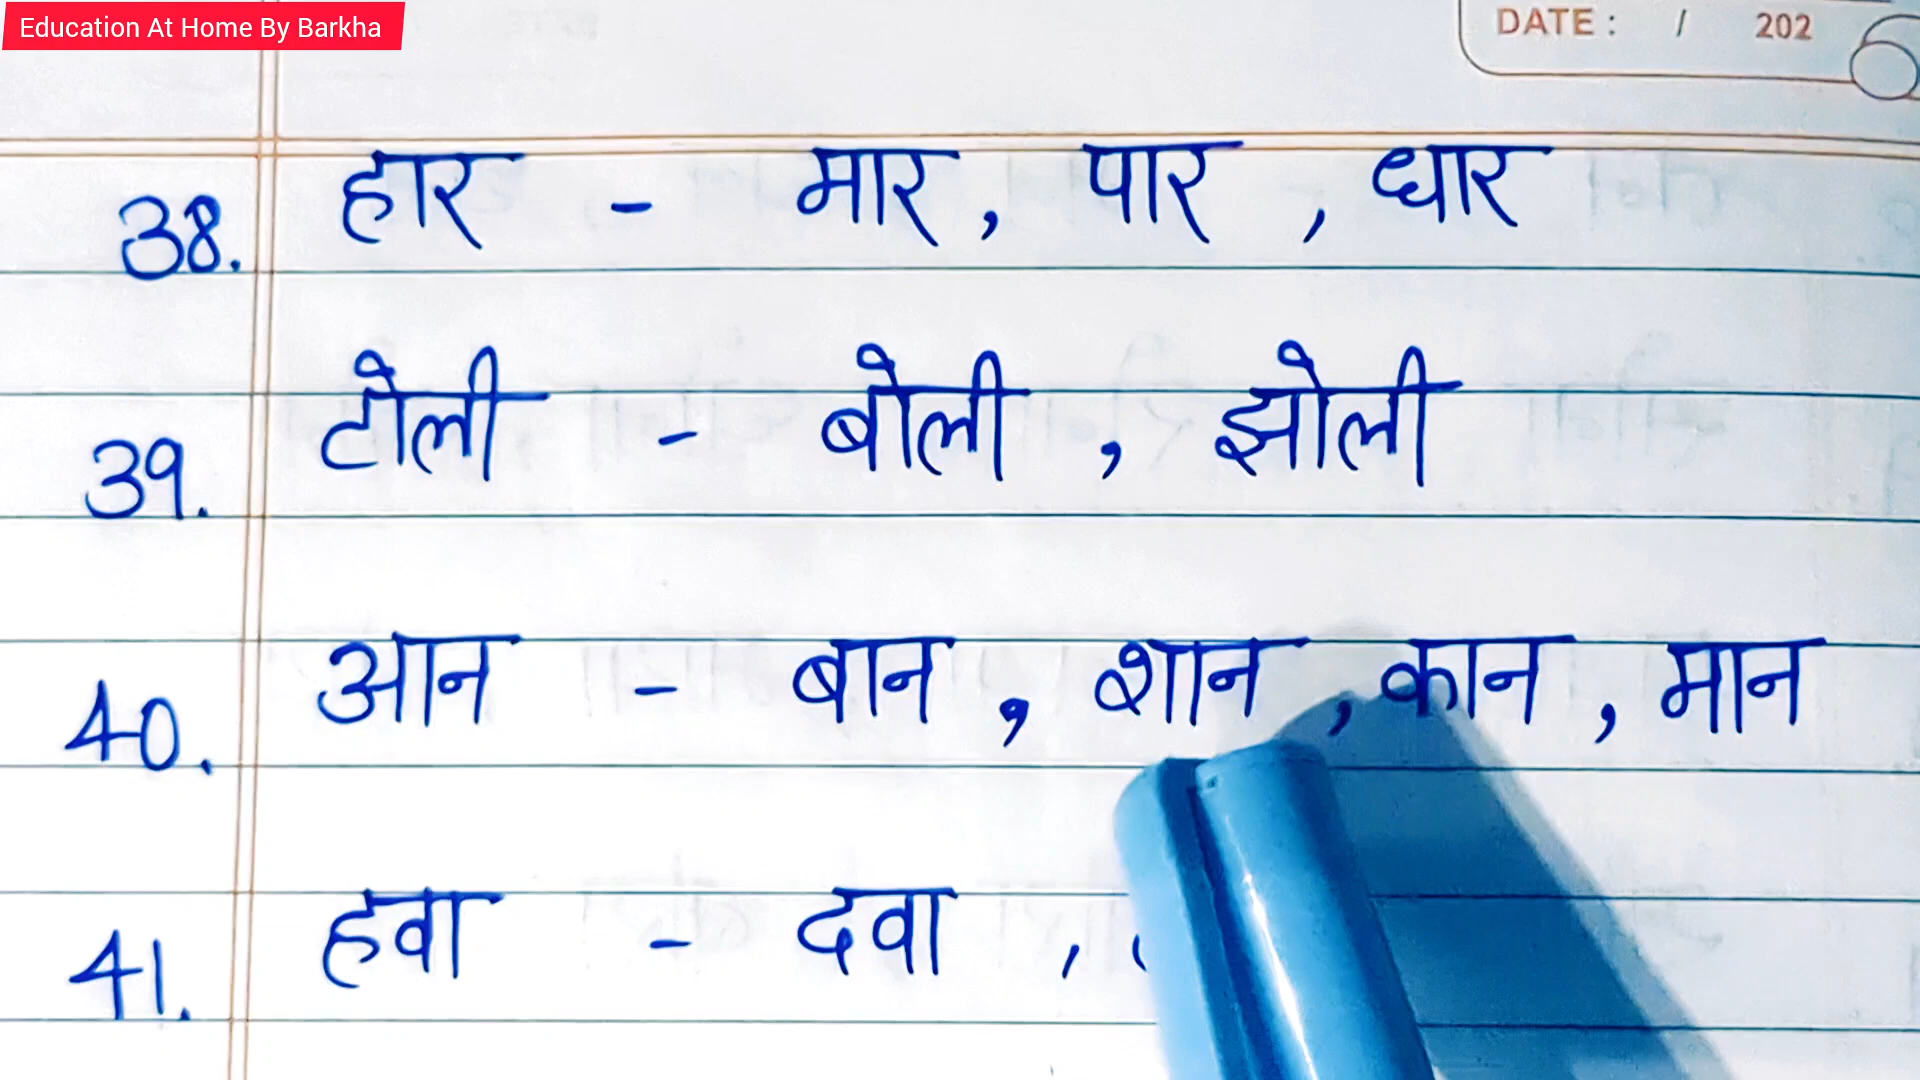 Education At Home By Barkha
DATE : / 202
38. हार - मार, पार, धार
39. टोली - बोली, झोली
40. आन - बान, शान, कान, मान
41. हवा - दवा,